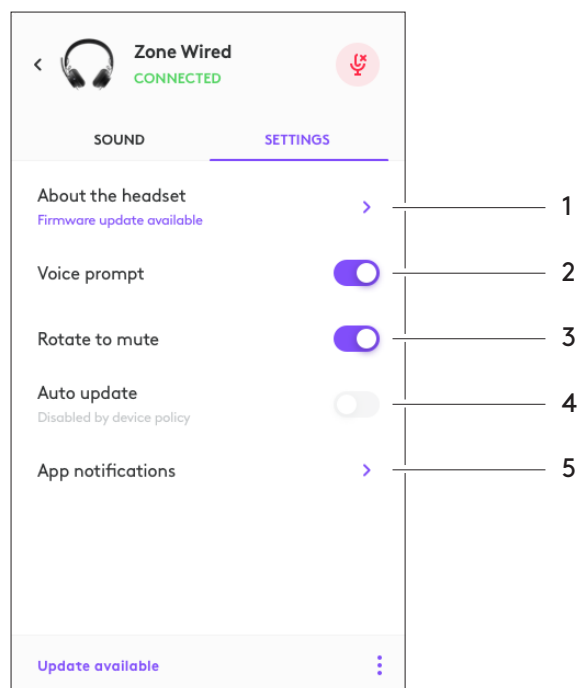 Zone Wired
CONNECTED
SOUND SETTINGS
About the headset
Firmware update available
1
Voice prompt
2
Rotate to mute
3
Auto update
Disabled by device policy
4
App notifications
5
Update available